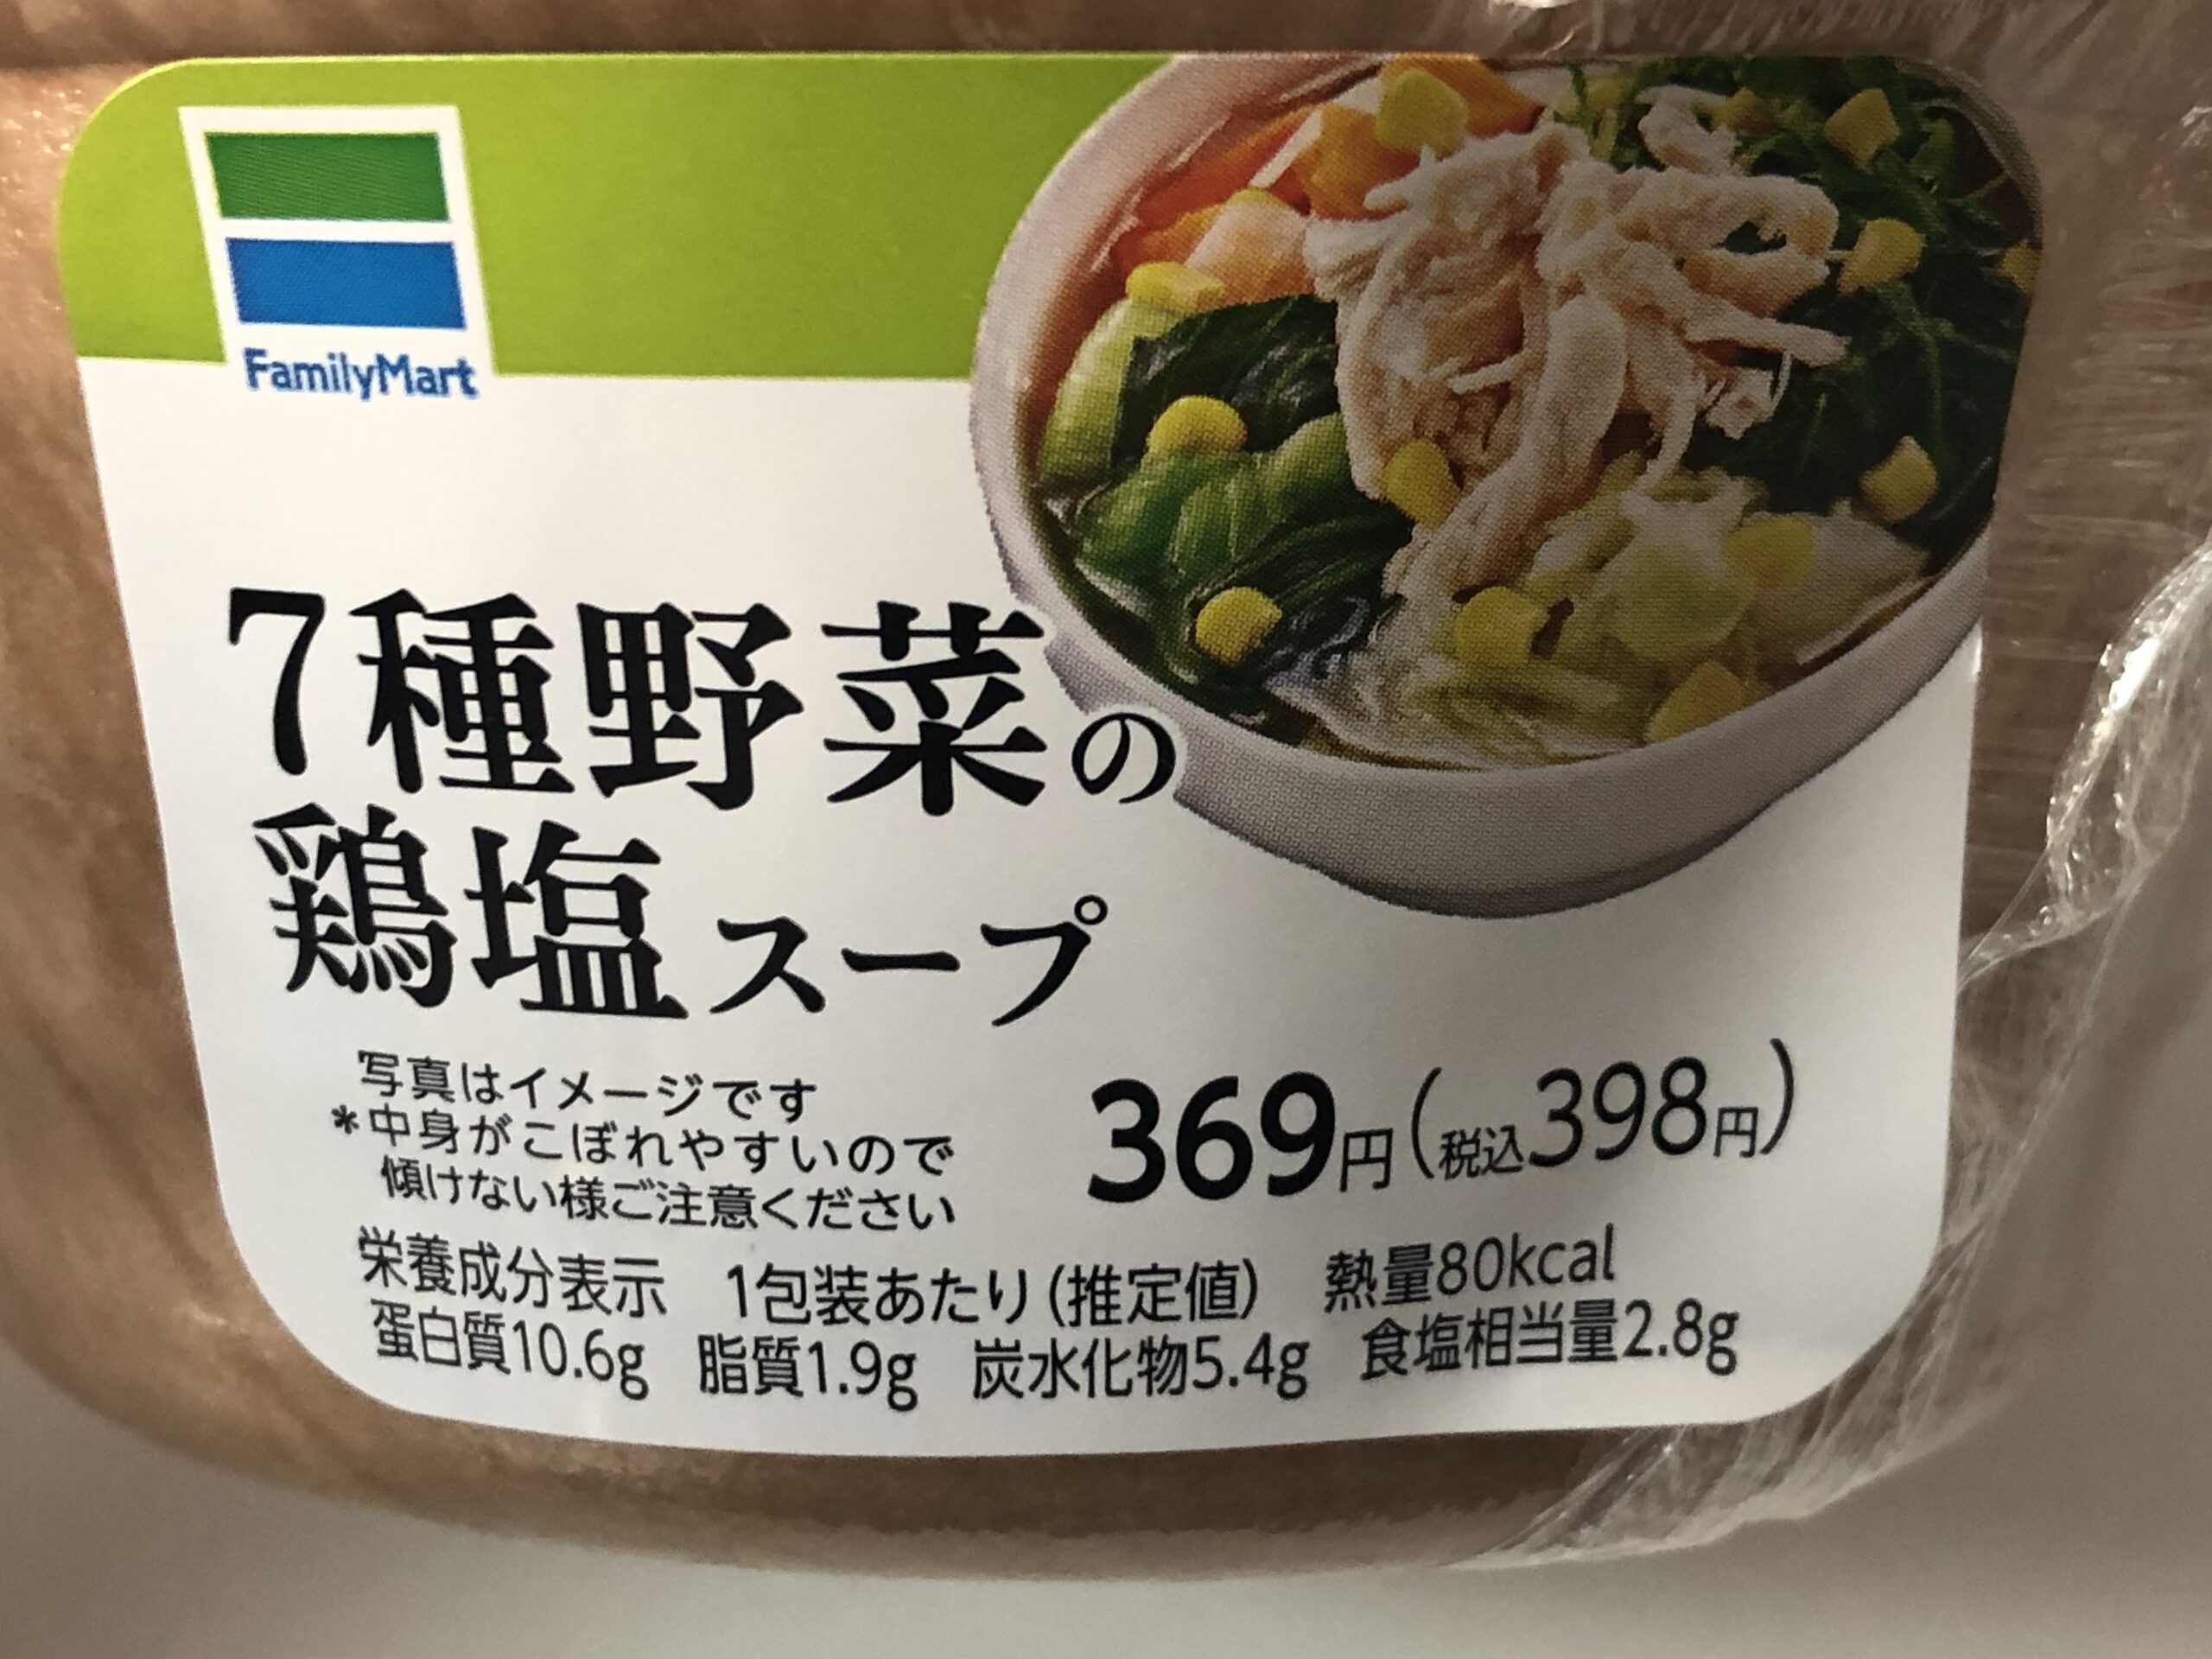 FamilyMart
7種野菜の
鶏塩スープ
写真はイメージです
*中身がこぼれやすいので
傾けない様ご注意ください
369円(税込398円)
栄養成分表示 1包装あたり(推定値) 熱量80kcal
蛋白質10.6g 脂質1.9g 炭水化物5.4g 食塩相当量2.8g